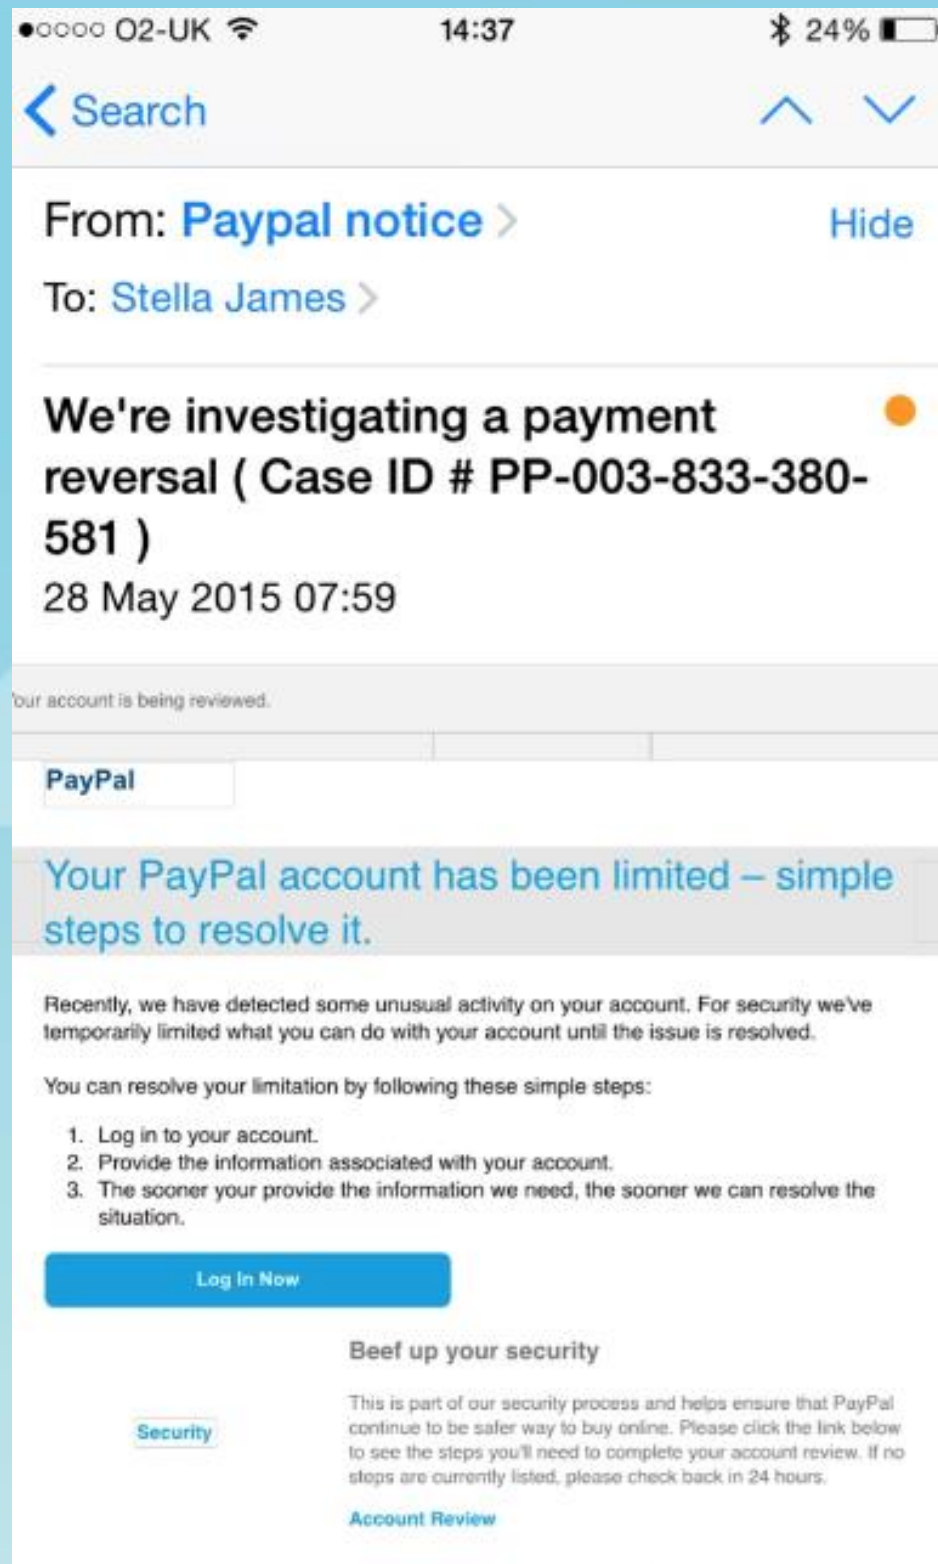 O2-UK 14:37 24%
Search
From: Paypal notice Hide
To: Stella James
We're investigating a payment
reversal ( Case ID # PP-003-833-380-
581 )
28 May 2015 07:59
our account is being reviewed.
PayPal
Your PayPal account has been limited – simple
steps to resolve it.
Recently, we have detected some unusual activity on your account. For security we've
temporarily limited what you can do with your account until the issue is resolved.
You can resolve your limitation by following these simple steps:
1. Log in to your account.
2. Provide the information associated with your account.
3. The sooner your provide the information we need, the sooner we can resolve the
situation.
Log In Now
Beef up your security
Security
This is part of our security process and helps ensure that PayPal
continue to be safer way to buy online. Please click the link below
to see the steps you'll need to complete your account review. If no
steps are currently listed, please check back in 24 hours.
Account Review